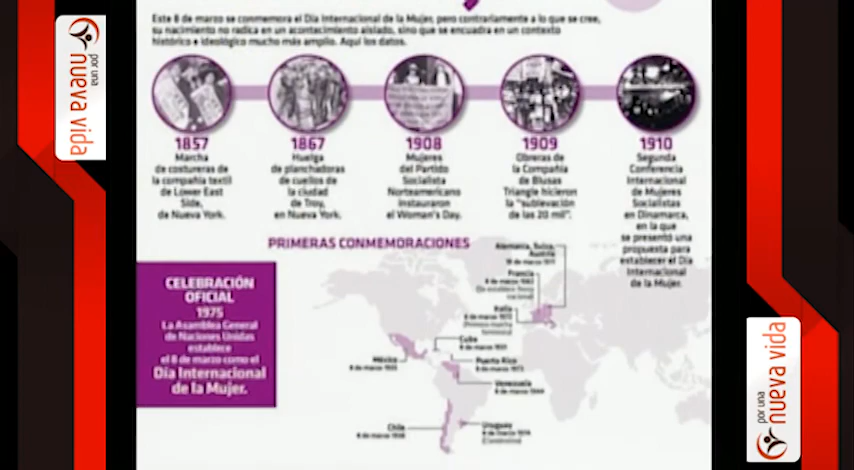 Este 8 de marzo se conmemora el Día Internacional de la Mujer, pero contrariamente a lo que se cree,
su nacimiento no radica en un acontecimiento aislado, sino que se encuadra en un contexto
histórico e ideológico mucho más amplio. Aquí los datos.
por una
nueva vida
1857
Marcha
de costureras de
la compañía textil
de Lower East
Side,
de Nueva York.
1867
Huelga
de planchadoras
de cuellos de
la ciudad
de Troy,
en Nueva York.
1908
Mujeres
del Partido
Socialista
Norteamericano
instauraron
el Woman's Day.
1909
Obreras de
la Compañía
de Blusas
Triangle hicieron
la "sublevación
de las 20 mil".
1910
Segunda
Conferencia
Internacional
de Mujeres
Socialistas
en Dinamarca,
en la que
se presentó una
propuesta para
establecer el Día
Internacional
de la Mujer.
PRIMERAS CONMEMORACIONES
CELEBRACIÓN
OFICIAL
1975
La Asamblea General
de Naciones Unidas
establece
el 8 de marzo como el
Día Internacional
de la Mujer.
Alemania, Suiza,
Austria
Francia
Italia
Cuba
México
Puerto Rico
Venezuela
Chile
Uruguay
por una
nueva vida